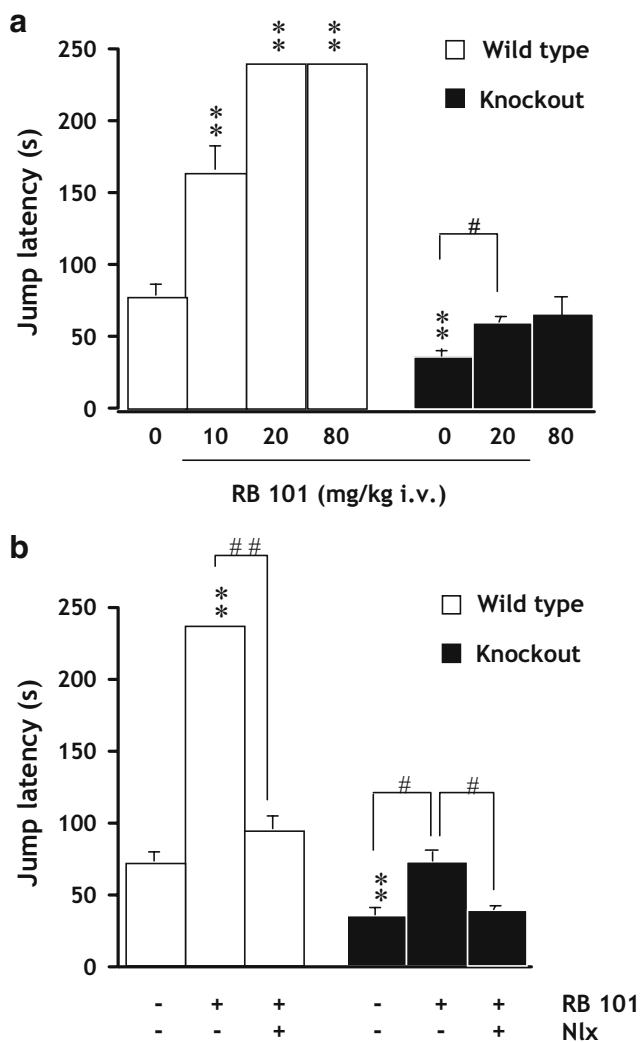 a
250
200
150
100
50
0
Jump latency (s)
Wild type
Knockout
**
**
**
**
#
0 10 20 80 0 20 80
RB 101 (mg/kg i.v.)
b
250
200
150
100
50
0
Jump latency (s)
Wild type
Knockout
##
**
#
#
**
- + + - + + RB 101
- - + - - + Nlx